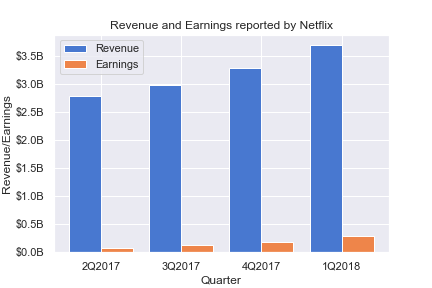 Revenue and Earnings reported by Netflix
Revenue
Earnings
$3.5B
$3.0B
$2.5B
$2.0B
$1.5B
$1.0B
$0.5B
$0.0B
Revenue/Earnings
2Q2017 3Q2017 4Q2017 1Q2018
Quarter